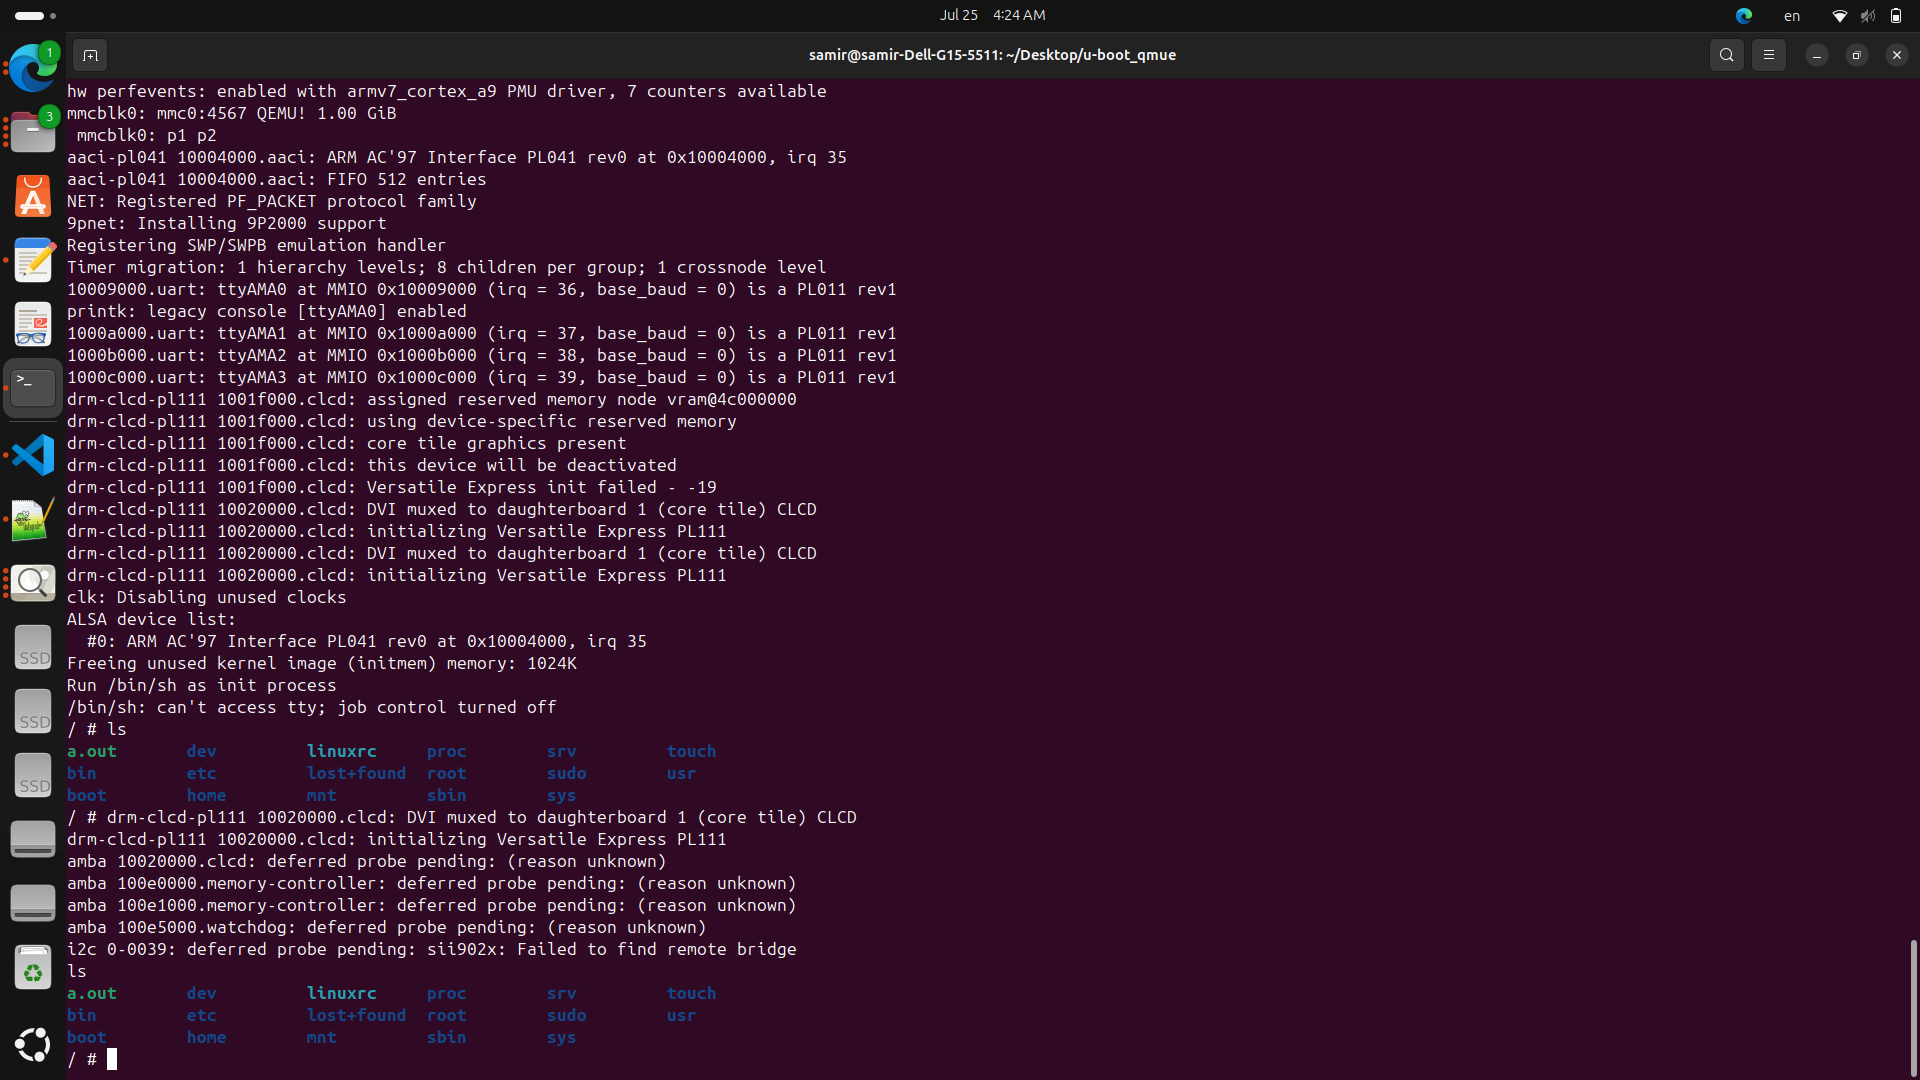 Jul 25 4:24 AM
en
samir@samir-Dell-G15-5511: ~/Desktop/u-boot_qmue
1
3
SSD
SSD
SSD
hw perfevents: enabled with armv7_cortex_a9 PMU driver, 7 counters available
mmcblk0: mmc0:4567 QEMU! 1.00 GiB
 mmcblk0: p1 p2
aaci-pl041 10004000.aaci: ARM AC'97 Interface PL041 rev0 at 0x10004000, irq 35
aaci-pl041 10004000.aaci: FIFO 512 entries
NET: Registered PF_PACKET protocol family
9pnet: Installing 9P2000 support
Registering SWP/SWPB emulation handler
Timer migration: 1 hierarchy levels; 8 children per group; 1 crossnode level
10009000.uart: ttyAMA0 at MMIO 0x10009000 (irq = 36, base_baud = 0) is a PL011 rev1
printk: legacy console [ttyAMA0] enabled
1000a000.uart: ttyAMA1 at MMIO 0x1000a000 (irq = 37, base_baud = 0) is a PL011 rev1
1000b000.uart: ttyAMA2 at MMIO 0x1000b000 (irq = 38, base_baud = 0) is a PL011 rev1
1000c000.uart: ttyAMA3 at MMIO 0x1000c000 (irq = 39, base_baud = 0) is a PL011 rev1
drm-clcd-pl111 1001f000.clcd: assigned reserved memory node vram@4c000000
drm-clcd-pl111 1001f000.clcd: using device-specific reserved memory
drm-clcd-pl111 1001f000.clcd: core tile graphics present
drm-clcd-pl111 1001f000.clcd: this device will be deactivated
drm-clcd-pl111 1001f000.clcd: Versatile Express init failed - -19
drm-clcd-pl111 10020000.clcd: DVI muxed to daughterboard 1 (core tile) CLCD
drm-clcd-pl111 10020000.clcd: initializing Versatile Express PL111
drm-clcd-pl111 10020000.clcd: DVI muxed to daughterboard 1 (core tile) CLCD
drm-clcd-pl111 10020000.clcd: initializing Versatile Express PL111
clk: Disabling unused clocks
ALSA device list:
  #0: ARM AC'97 Interface PL041 rev0 at 0x10004000, irq 35
Freeing unused kernel image (initmem) memory: 1024K
Run /bin/sh as init process
/bin/sh: can't access tty; job control turned off
/ # ls
a.out dev linuxrc proc srv touch
bin etc lost+found root sudo usr
boot home mnt sbin sys
/ # drm-clcd-pl111 10020000.clcd: DVI muxed to daughterboard 1 (core tile) CLCD
drm-clcd-pl111 10020000.clcd: initializing Versatile Express PL111
amba 10020000.clcd: deferred probe pending: (reason unknown)
amba 100e0000.memory-controller: deferred probe pending: (reason unknown)
amba 100e1000.memory-controller: deferred probe pending: (reason unknown)
amba 100e5000.watchdog: deferred probe pending: (reason unknown)
i2c 0-0039: deferred probe pending: sii902x: Failed to find remote bridge
ls
a.out dev linuxrc proc srv touch
bin etc lost+found root sudo usr
boot home mnt sbin sys
/ #